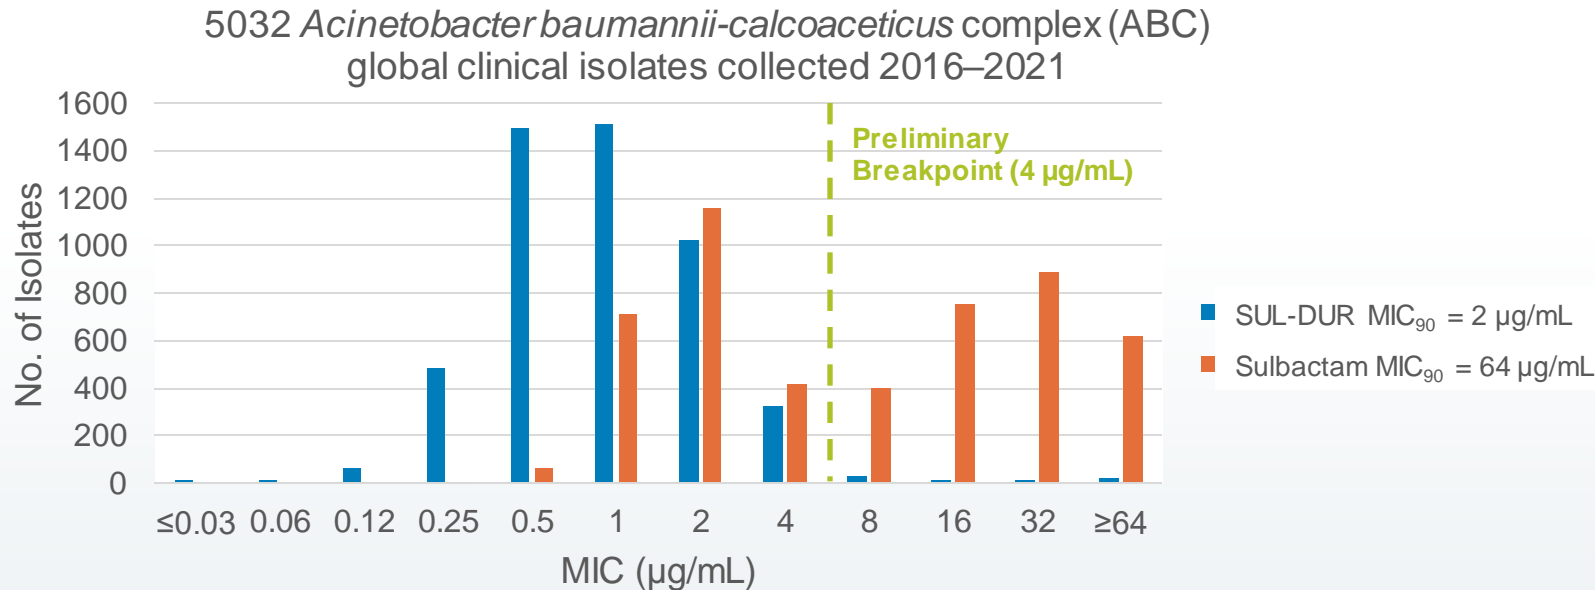 5032 Acinetobacter baumannii-calcoaceticus complex (ABC)
global clinical isolates collected 2016–2021
No. of Isolates
1600
1400
1200
1000
800
600
400
200
0
Preliminary
Breakpoint (4 µg/mL)
≤0.03 0.06 0.12 0.25 0.5 1 2 4 8 16 32 ≥64
MIC (µg/mL)
SUL-DUR MIC₉₀ = 2 µg/mL
Sulbactam MIC₉₀ = 64 µg/mL